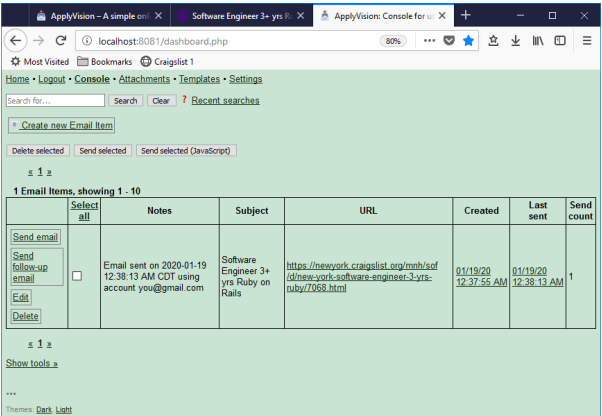 ApplyVision – A simple onl
Software Engineer 3+ yrs R
ApplyVision: Console for us
localhost:8081/dashboard.php
80%
Most Visited Bookmarks Craigslist 1
Home • Logout • Console • Attachments • Templates • Settings
Search for... Search Clear ? Recent searches
* Create new Email Item
Delete selected Send selected Send selected (JavaScript)
« 1 »
1 Email Items, showing 1 - 10
Select all
Notes
Subject
URL
Created
Last sent
Send count
Send email
Send
follow-up
email
Edit
Delete
Email sent on 2020-01-19
12:38:13 AM CDT using
account you@gmail.com
Software
Engineer 3+
yrs Ruby on
Rails
https://newyork.craigslist.org/mnh/sof
/d/new-york-software-engineer-3-yrs-
ruby/7068.html
01/19/20
12:37:55 AM
01/19/20
12:38:13 AM
1
« 1 »
Show tools »
...
Themes: Dark, Light